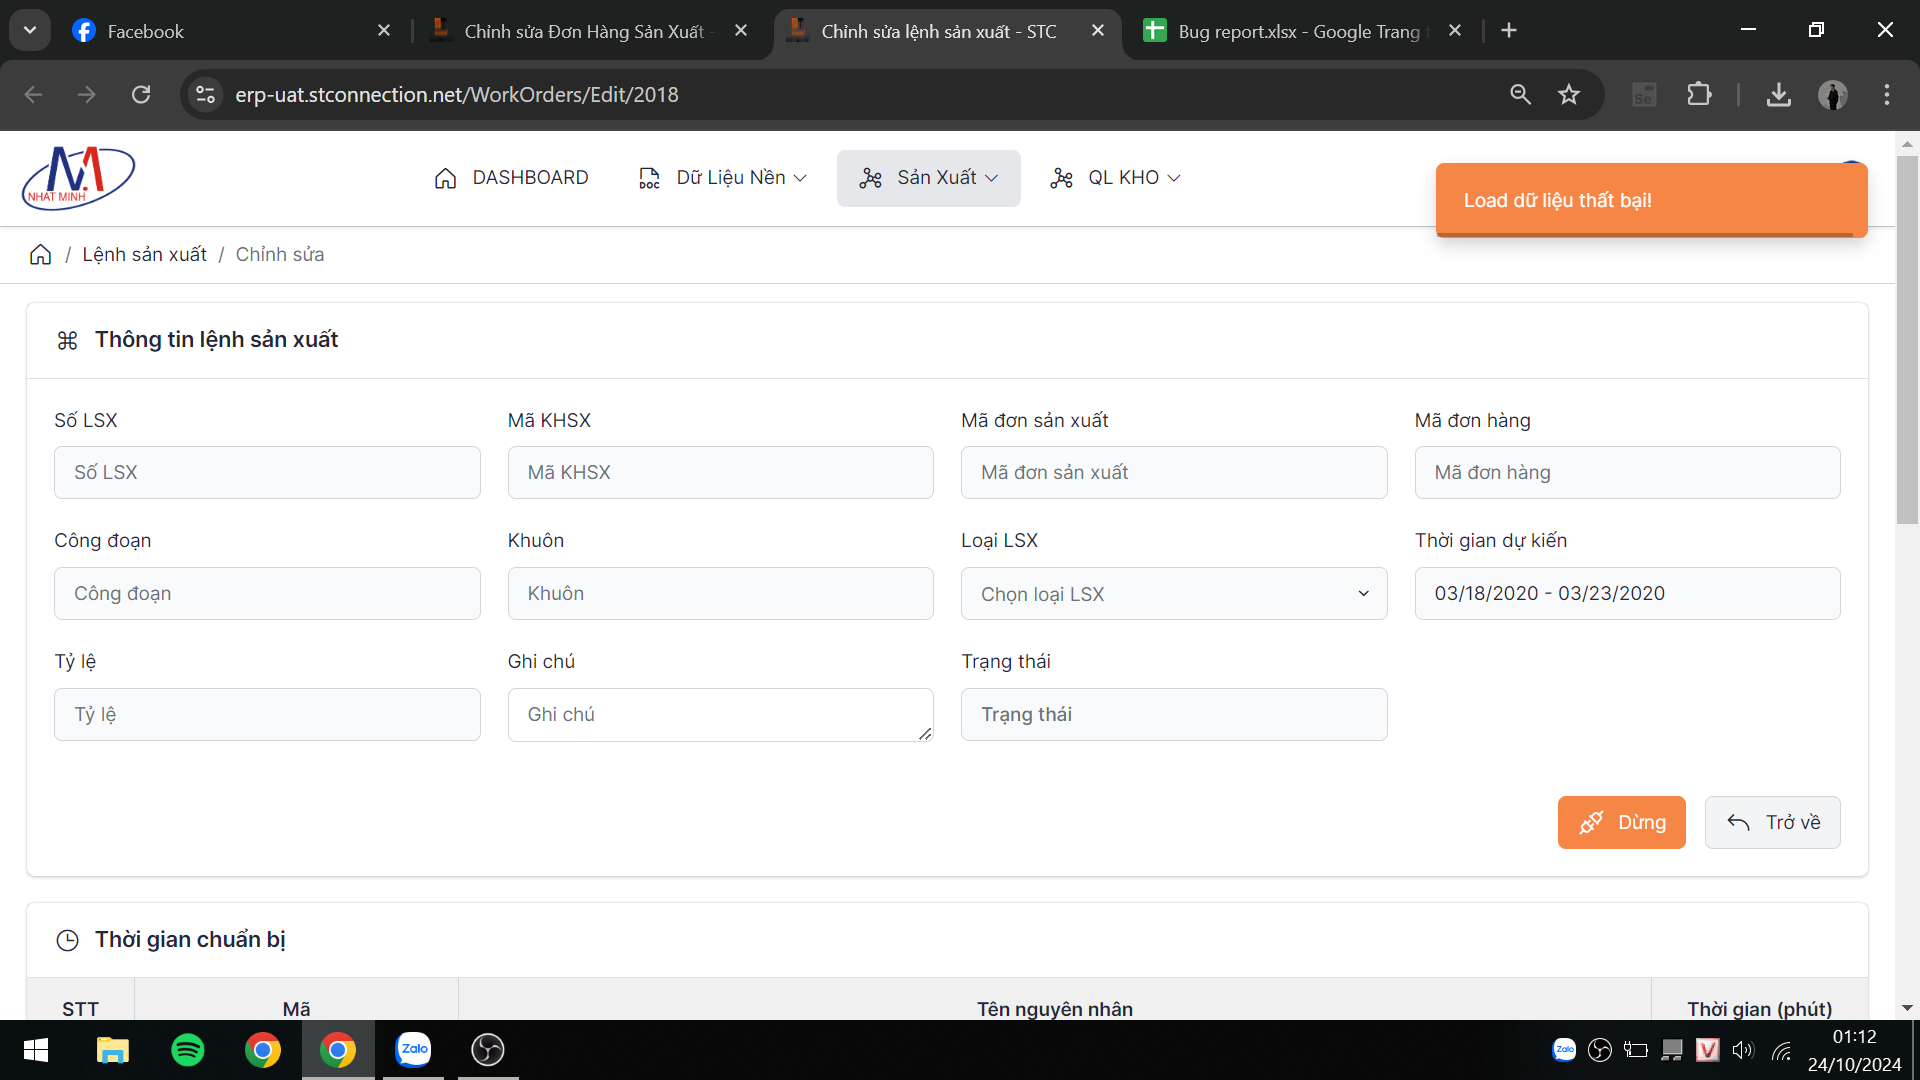 Facebook
Chỉnh sửa Đơn Hàng Sản Xuất -
Chỉnh sửa lệnh sản xuất - STC
Bug report.xlsx - Google Trang t
erp-uat.stconnection.net/WorkOrders/Edit/2018
Se
M
NHAT MINH
DASHBOARD
DOC
Dữ Liệu Nền
Sản Xuất
QL KHO
Load dữ liệu thất bại!
/ Lệnh sản xuất / Chỉnh sửa
Thông tin lệnh sản xuất
Số LSX
Mã KHSX
Mã đơn sản xuất
Mã đơn hàng
Số LSX
Mã KHSX
Mã đơn sản xuất
Mã đơn hàng
Công đoạn
Khuôn
Loại LSX
Thời gian dự kiến
Công đoạn
Khuôn
Chọn loại LSX
03/18/2020 - 03/23/2020
Tỷ lệ
Ghi chú
Trạng thái
Tỷ lệ
Ghi chú
Trạng thái
Dừng
Trở về
Thời gian chuẩn bị
STT
Mã
Tên nguyên nhân
Thời gian (phút)
Zalo
Zalo
V
01:12
24/10/2024